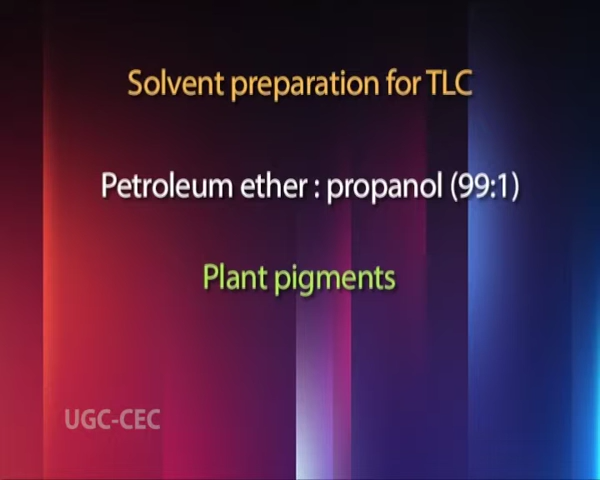 Solvent preparation for TLC
Petroleum ether : propanol (99:1)
Plant pigments
UGC-CEC